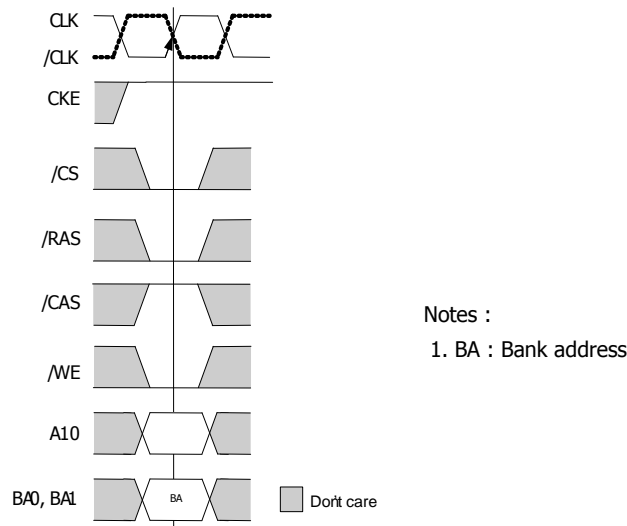 CLK
/CLK
CKE
/CS
/RAS
/CAS
/WE
A10
BA0, BA1
BA
Don't care
Notes :
1. BA : Bank address